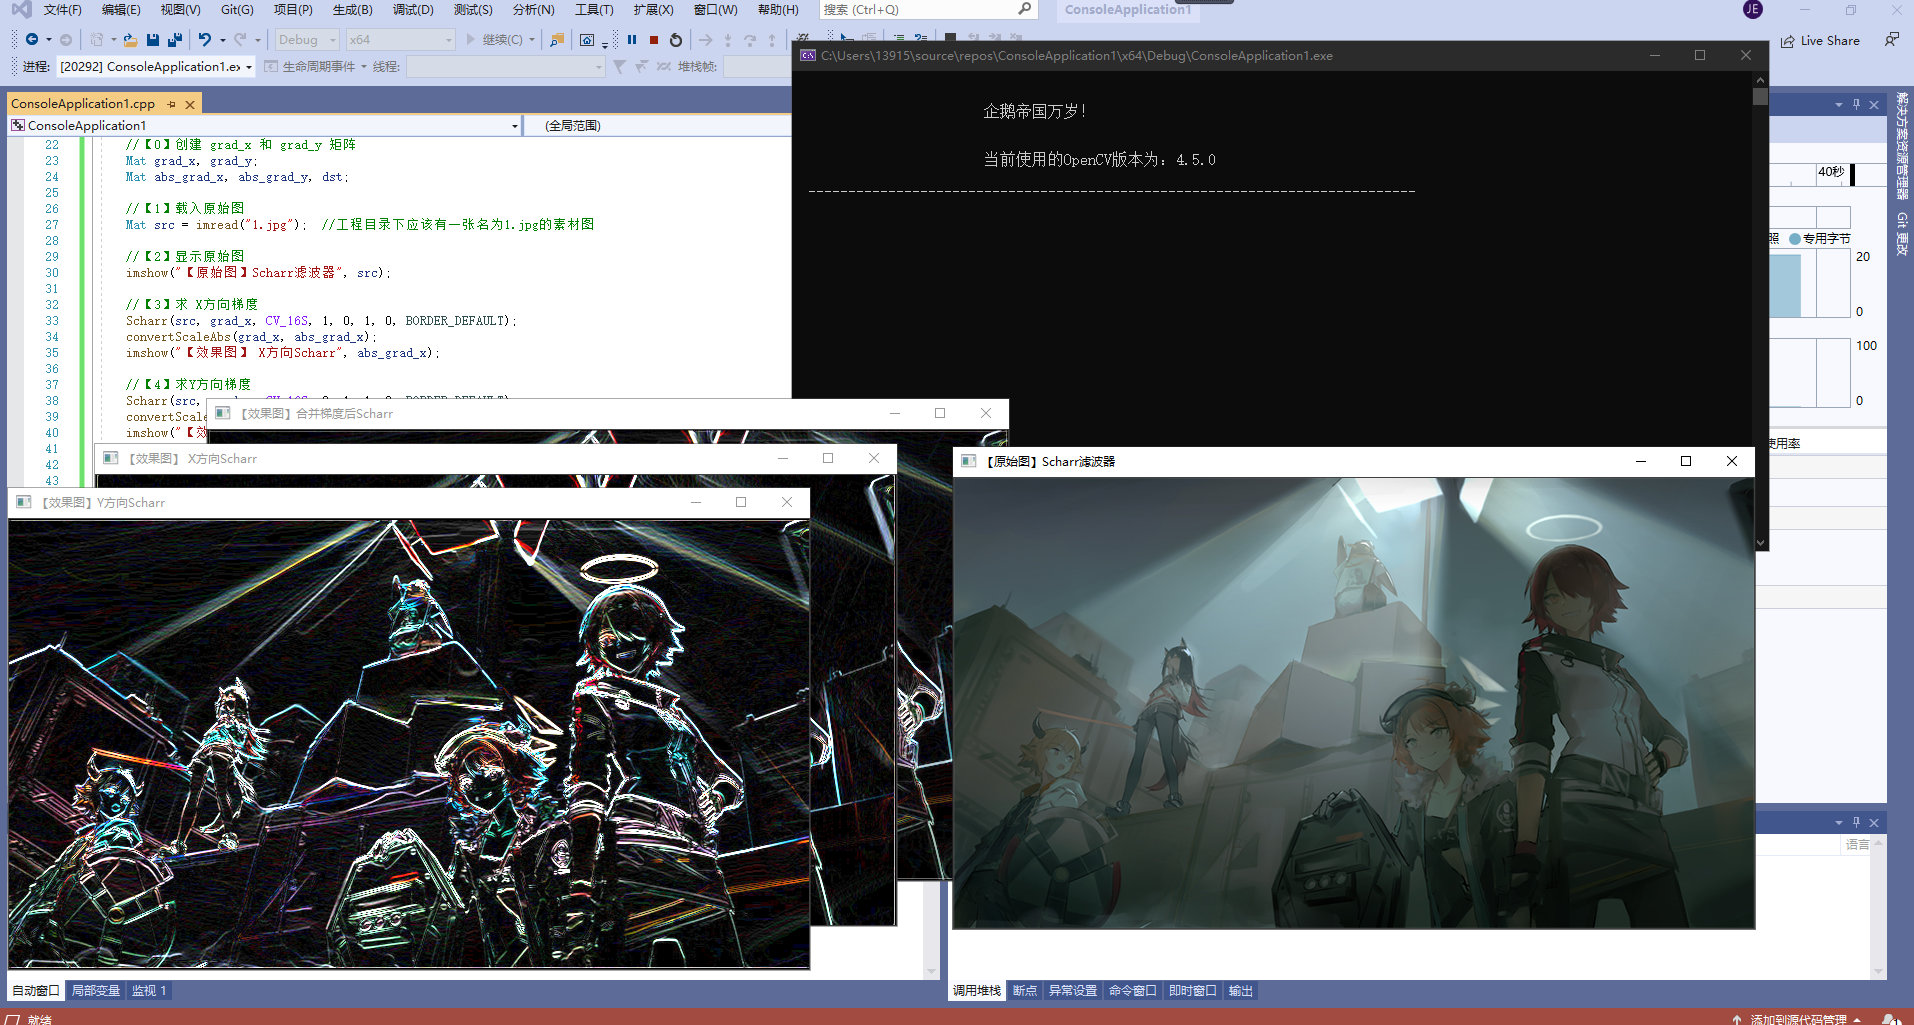 文件(F) 编辑(E) 视图(V) Git(G) 项目(P) 生成(B) 调试(D) 测试(S) 分析(N) 工具(T) 扩展(X) 窗口(W) 帮助(H) 搜索 (Ctrl+Q) ConsoleApplication1 JE
Debug x64 继续(C) Live Share
进程: [20292] ConsoleApplication1.ex 生命周期事件 线程: 堆栈帧:
C:\Users\13915\source\repos\ConsoleApplication1\x64\Debug\ConsoleApplication1.exe
企鹅帝国万岁!
当前使用的OpenCV版本为: 4.5.0
--------------------------------------------------------------------------------
ConsoleApplication1.cpp
ConsoleApplication1 (全局范围)
22 //【0】创建 grad_x 和 grad_y 矩阵
23 Mat grad_x, grad_y;
24 Mat abs_grad_x, abs_grad_y, dst;
25
26 //【1】载入原始图
27 Mat src = imread("1.jpg"); //工程目录下应该有一张名为1.jpg的素材图
28
29 //【2】显示原始图
30 imshow("【原始图】Scharr滤波器", src);
31
32 //【3】求 X方向梯度
33 Scharr(src, grad_x, CV_16S, 1, 0, 1, 0, BORDER_DEFAULT);
34 convertScaleAbs(grad_x, abs_grad_x);
35 imshow("【效果图】 X方向Scharr", abs_grad_x);
36
37 //【4】求Y方向梯度
38 Scharr(src,
39 convertScale
40 imshow("【效
41
42
43
【效果图】合并梯度后Scharr
【效果图】 X方向Scharr
【效果图】Y方向Scharr
【原始图】Scharr滤波器
解决方案资源管理器
Git 更改
40秒
照 专用字节
20
0
100
0
使用率
语言
自动窗口 局部变量 监视 1
调用堆栈 断点 异常设置 命令窗口 即时窗口 输出
就绪
添加到源代码管理